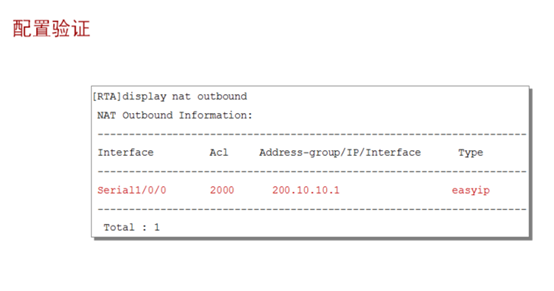 配置验证
[RTA]display nat outbound
NAT Outbound Information:
--------------------------------------------------------------------
Interface Acl Address-group/IP/Interface Type
--------------------------------------------------------------------
Serial1/0/0 2000 200.10.10.1 easyip
--------------------------------------------------------------------
Total : 1